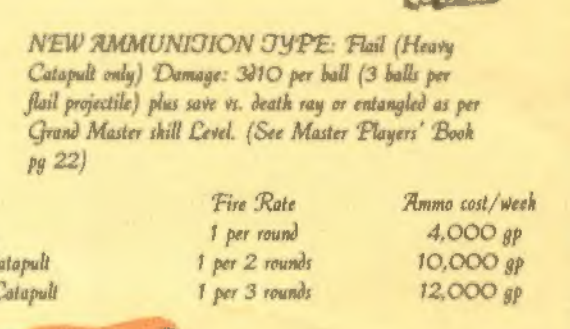 NEW AMMUNITION TYPE: Flail (Heavy
Catapult only) Damage: 3d10 per ball (3 balls per
flail projectile) plus save vs. death ray or entangled as per
Grand Master skill Level. (See Master Players' Book
pg 22)
Fire Rate Ammo cost/week
1 per round 4,000 gp
atapult 1 per 2 rounds 10,000 gp
Catapult 1 per 3 rounds 12,000 gp